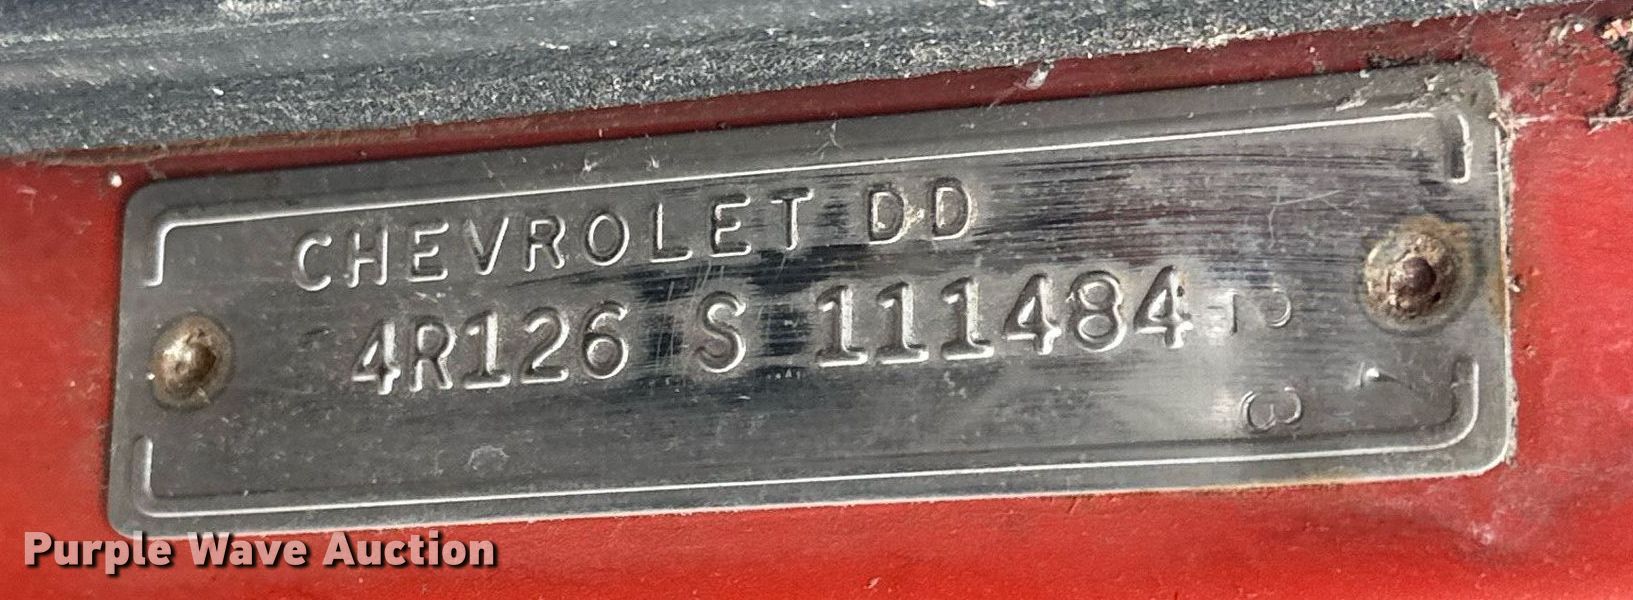 CHEVROLET DD
4R126 S 111484
Purple Wave Auction